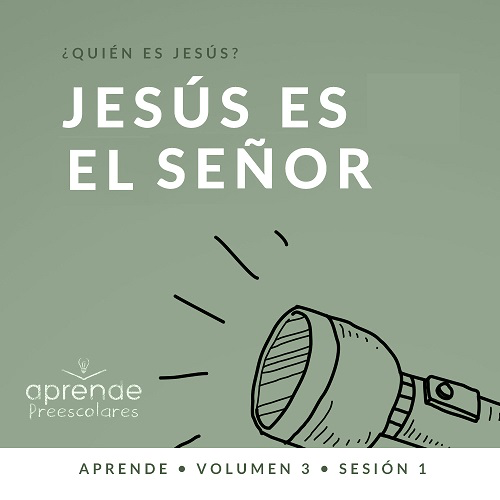 ¿QUIÉN ES JESÚS?
JESÚS ES
EL SEÑOR
aprende
Preescolares
APRENDE • VOLUMEN 3 • SESIÓN 1